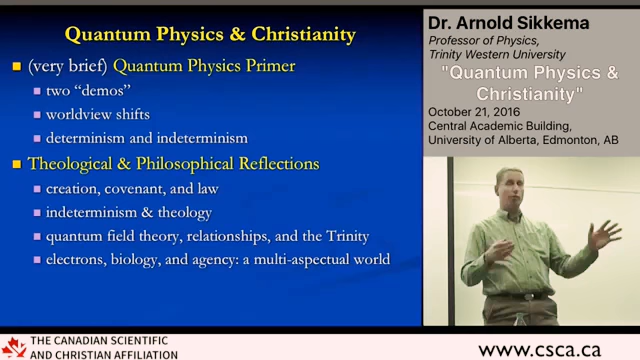 Quantum Physics & Christianity
(very brief) Quantum Physics Primer
two “demos”
worldview shifts
determinism and indeterminism
Theological & Philosophical Reflections
creation, covenant, and law
indeterminism & theology
quantum field theory, relationships, and the Trinity
electrons, biology, and agency: a multi-aspectual world
Dr. Arnold Sikkema
Professor of Physics,
Trinity Western University
"Quantum Physics &
Christianity"
October 21, 2016
Central Academic Building,
University of Alberta, Edmonton, AB
THE CANADIAN SCIENTIFIC
AND CHRISTIAN AFFILIATION
www.csca.ca